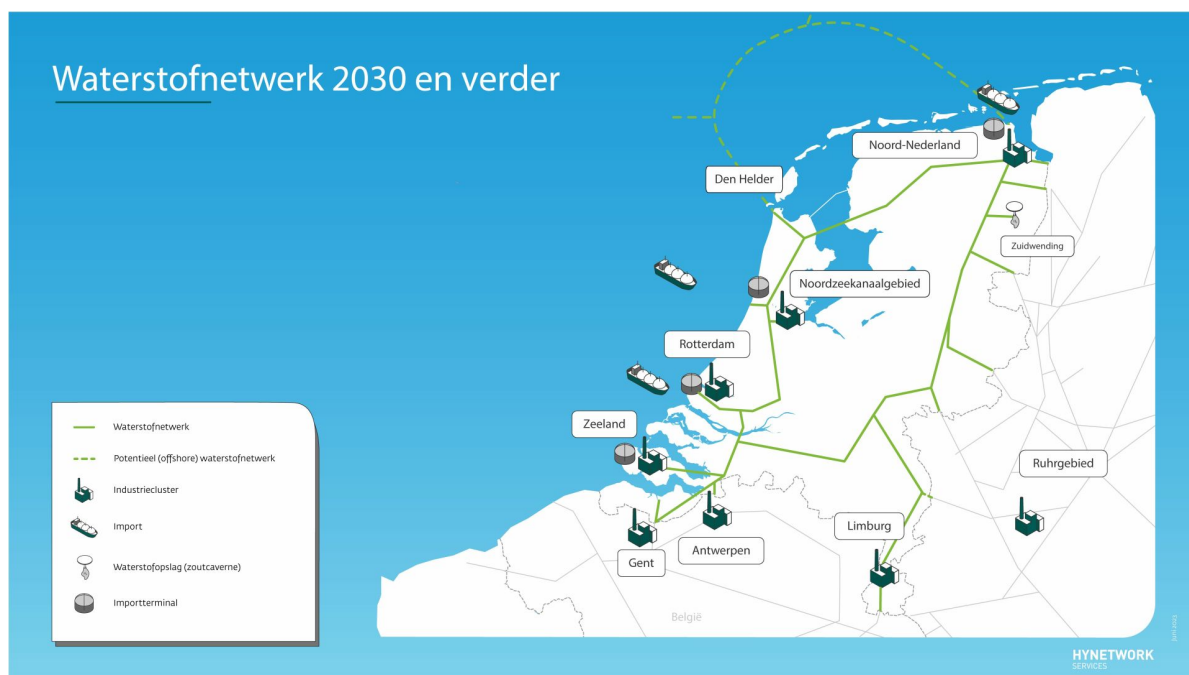 Waterstofnetwerk 2030 en verder
Noord-Nederland
Den Helder
Zuidwending
Noordzeekanaalgebied
Rotterdam
Zeeland
Ruhrgebied
Limburg
Antwerpen
Gent
België
Waterstofnetwerk
Potentieel (offshore) waterstofnetwerk
Industriecluster
Import
Waterstofopslag (zoutcaverne)
Importterminal
HYNETWORK
SERVICES